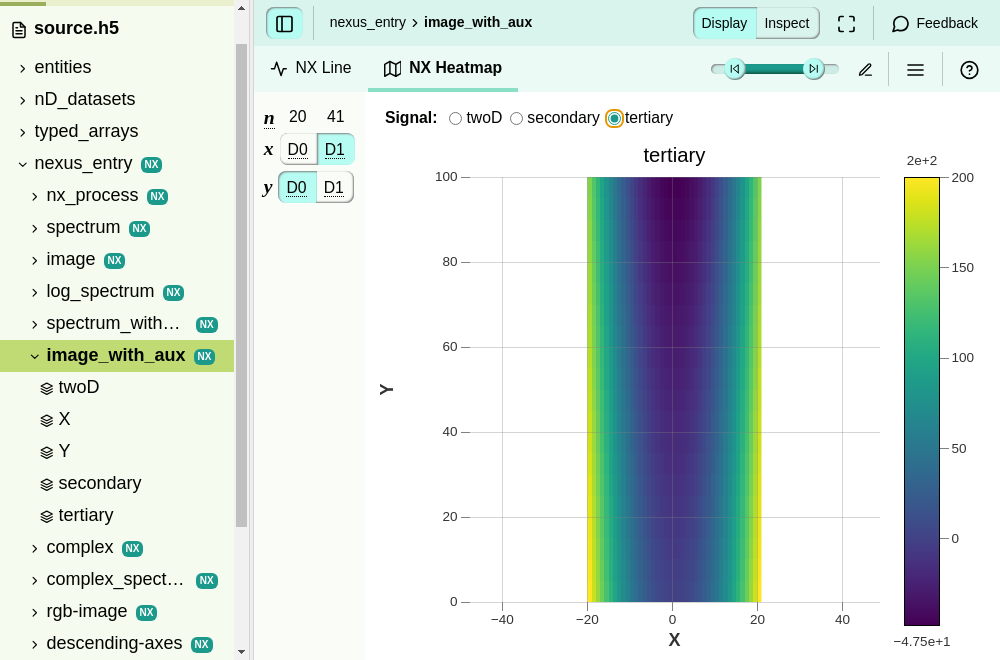 source.h5
entities
nD_datasets
typed_arrays
nexus_entry NX
nx_process NX
spectrum NX
image NX
log_spectrum NX
spectrum_with… NX
image_with_aux NX
twoD
X
Y
secondary
tertiary
complex NX
complex_spect… NX
rgb-image NX
descending-axes NX
nexus_entry › image_with_aux
Display Inspect
Feedback
NX Line NX Heatmap
n 20 41
x D0 D1
y D0 D1
Signal: twoD secondary tertiary
tertiary
100
80
60
40
20
0
Y
−40 −20 0 20 40
X
2e+2
200
150
100
50
0
−4.75e+1